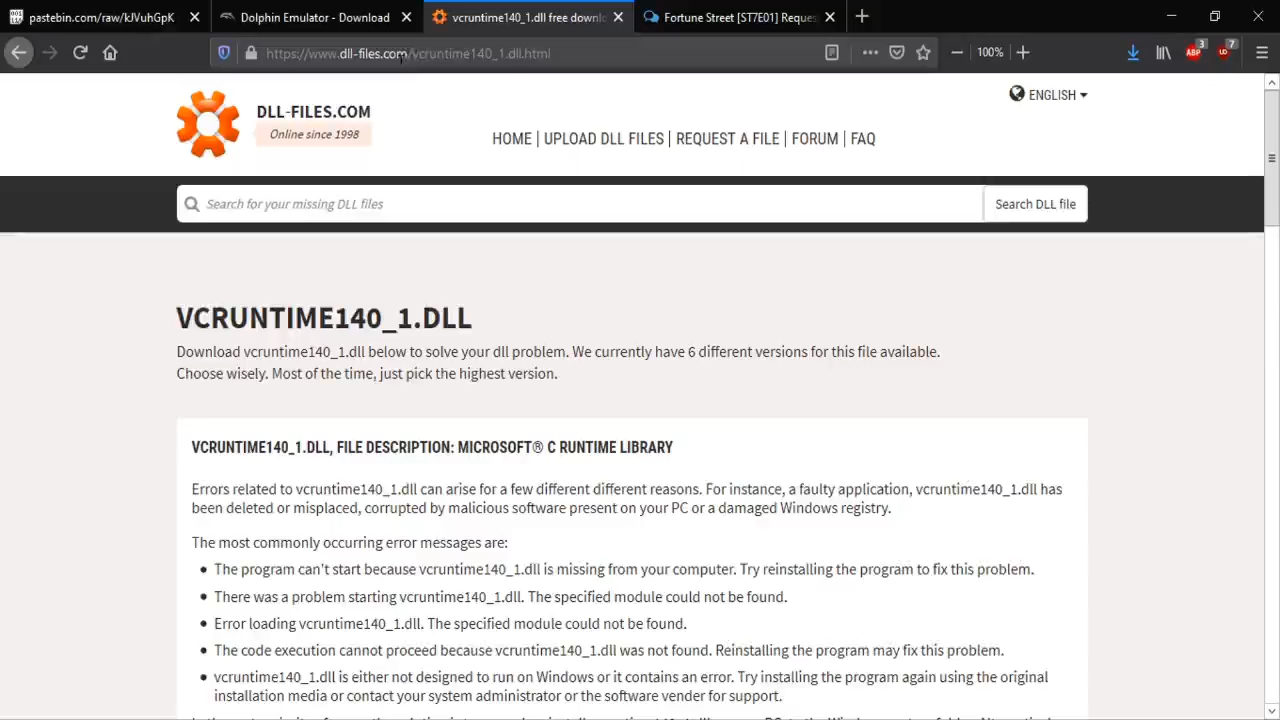 pastebin.com/raw/kJVuhGpK
Dolphin Emulator - Download
vcruntime140_1.dll free downlo
Fortune Street [ST7E01] Reques
https://www.dll-files.com/vcruntime140_1.dll.html
100%
3
ABP
7
UD
DLL-FILES.COM
Online since 1998
ENGLISH
HOME | UPLOAD DLL FILES | REQUEST A FILE | FORUM | FAQ
Search for your missing DLL files
Search DLL file
VCRUNTIME140_1.DLL
Download vcruntime140_1.dll below to solve your dll problem. We currently have 6 different versions for this file available.
Choose wisely. Most of the time, just pick the highest version.
VCRUNTIME140_1.DLL, FILE DESCRIPTION: MICROSOFT® C RUNTIME LIBRARY
Errors related to vcruntime140_1.dll can arise for a few different different reasons. For instance, a faulty application, vcruntime140_1.dll has
been deleted or misplaced, corrupted by malicious software present on your PC or a damaged Windows registry.
The most commonly occurring error messages are:
• The program can't start because vcruntime140_1.dll is missing from your computer. Try reinstalling the program to fix this problem.
• There was a problem starting vcruntime140_1.dll. The specified module could not be found.
• Error loading vcruntime140_1.dll. The specified module could not be found.
• The code execution cannot proceed because vcruntime140_1.dll was not found. Reinstalling the program may fix this problem.
• vcruntime140_1.dll is either not designed to run on Windows or it contains an error. Try installing the program again using the original
installation media or contact your system administrator or the software vender for support.